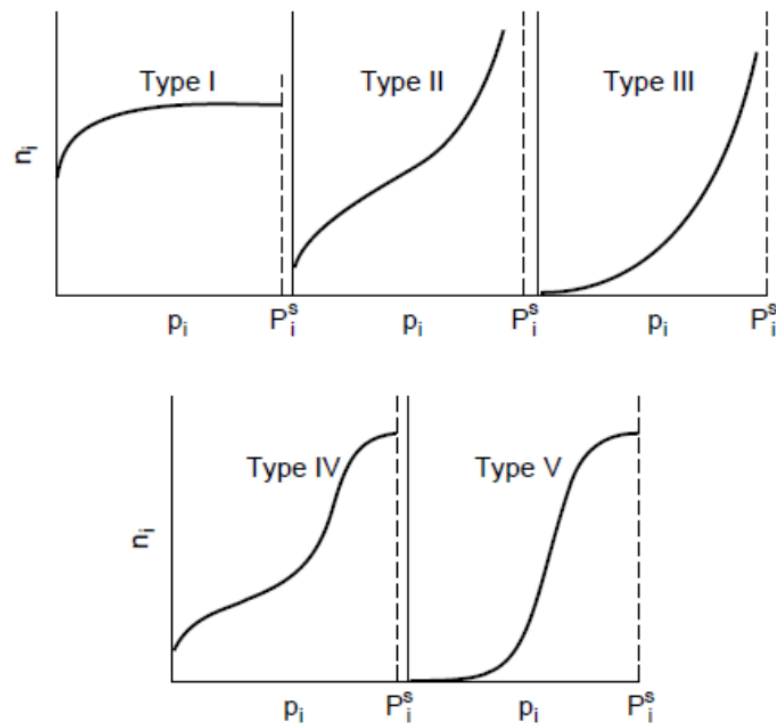 Type I Type II Type III
n_i
p_i P_i^s p_i P_i^s p_i P_i^s
Type IV Type V
n_i
p_i P_i^s p_i P_i^s